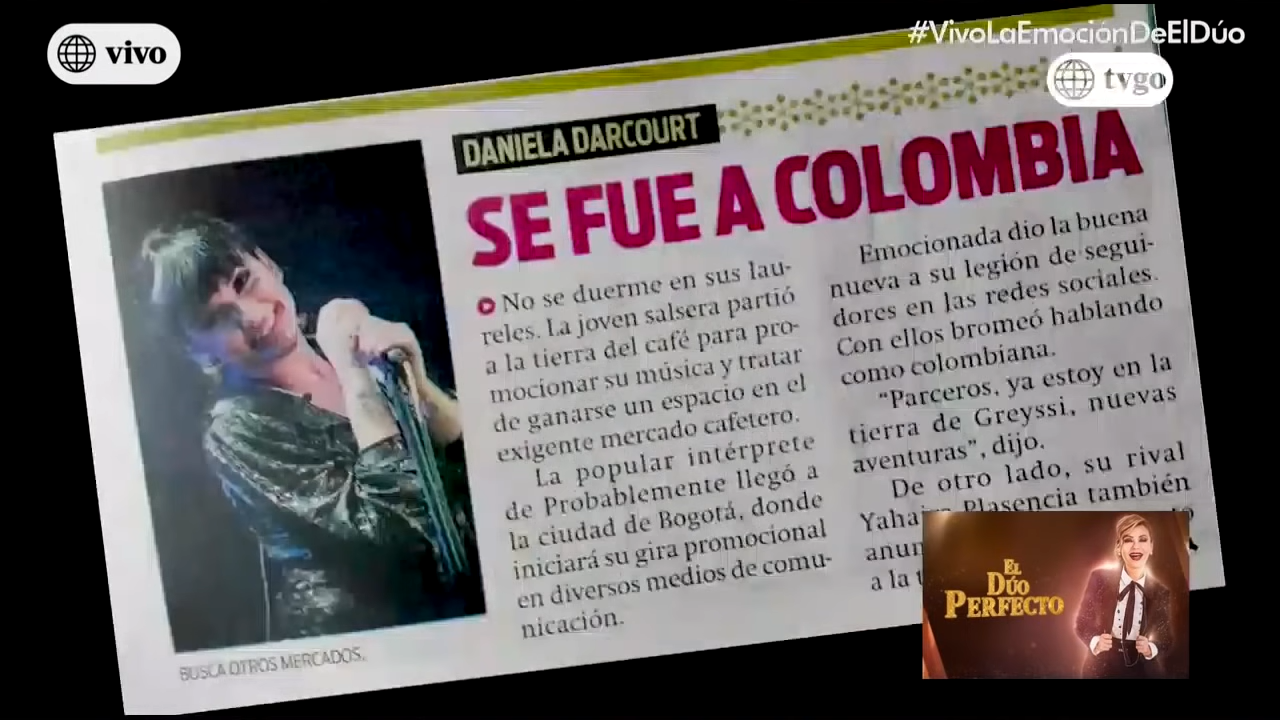 vivo
#VivoLaEmociónDeElDúo
tvgo
DANIELA DARCOURT
SE FUE A COLOMBIA
No se duerme en sus lau-
reles. La joven salsera partió
a la tierra del café para pro-
mocionar su música y tratar
de ganarse un espacio en el
exigente mercado cafetero.
La popular intérprete
de Probablemente llegó a
la ciudad de Bogotá, donde
iniciará su gira promocional
en diversos medios de comu-
nicación.
Emocionada dio la buena
nueva a su legión de segui-
dores en las redes sociales.
Con ellos bromeó hablando
como colombiana.
“Parceros, ya estoy en la
tierra de Greyssi, nuevas
aventuras”, dijo.
De otro lado, su rival
Yahaira Plasencia también
a la
BUSCA OTROS MERCADOS.
EL
DÚO
PERFECTO